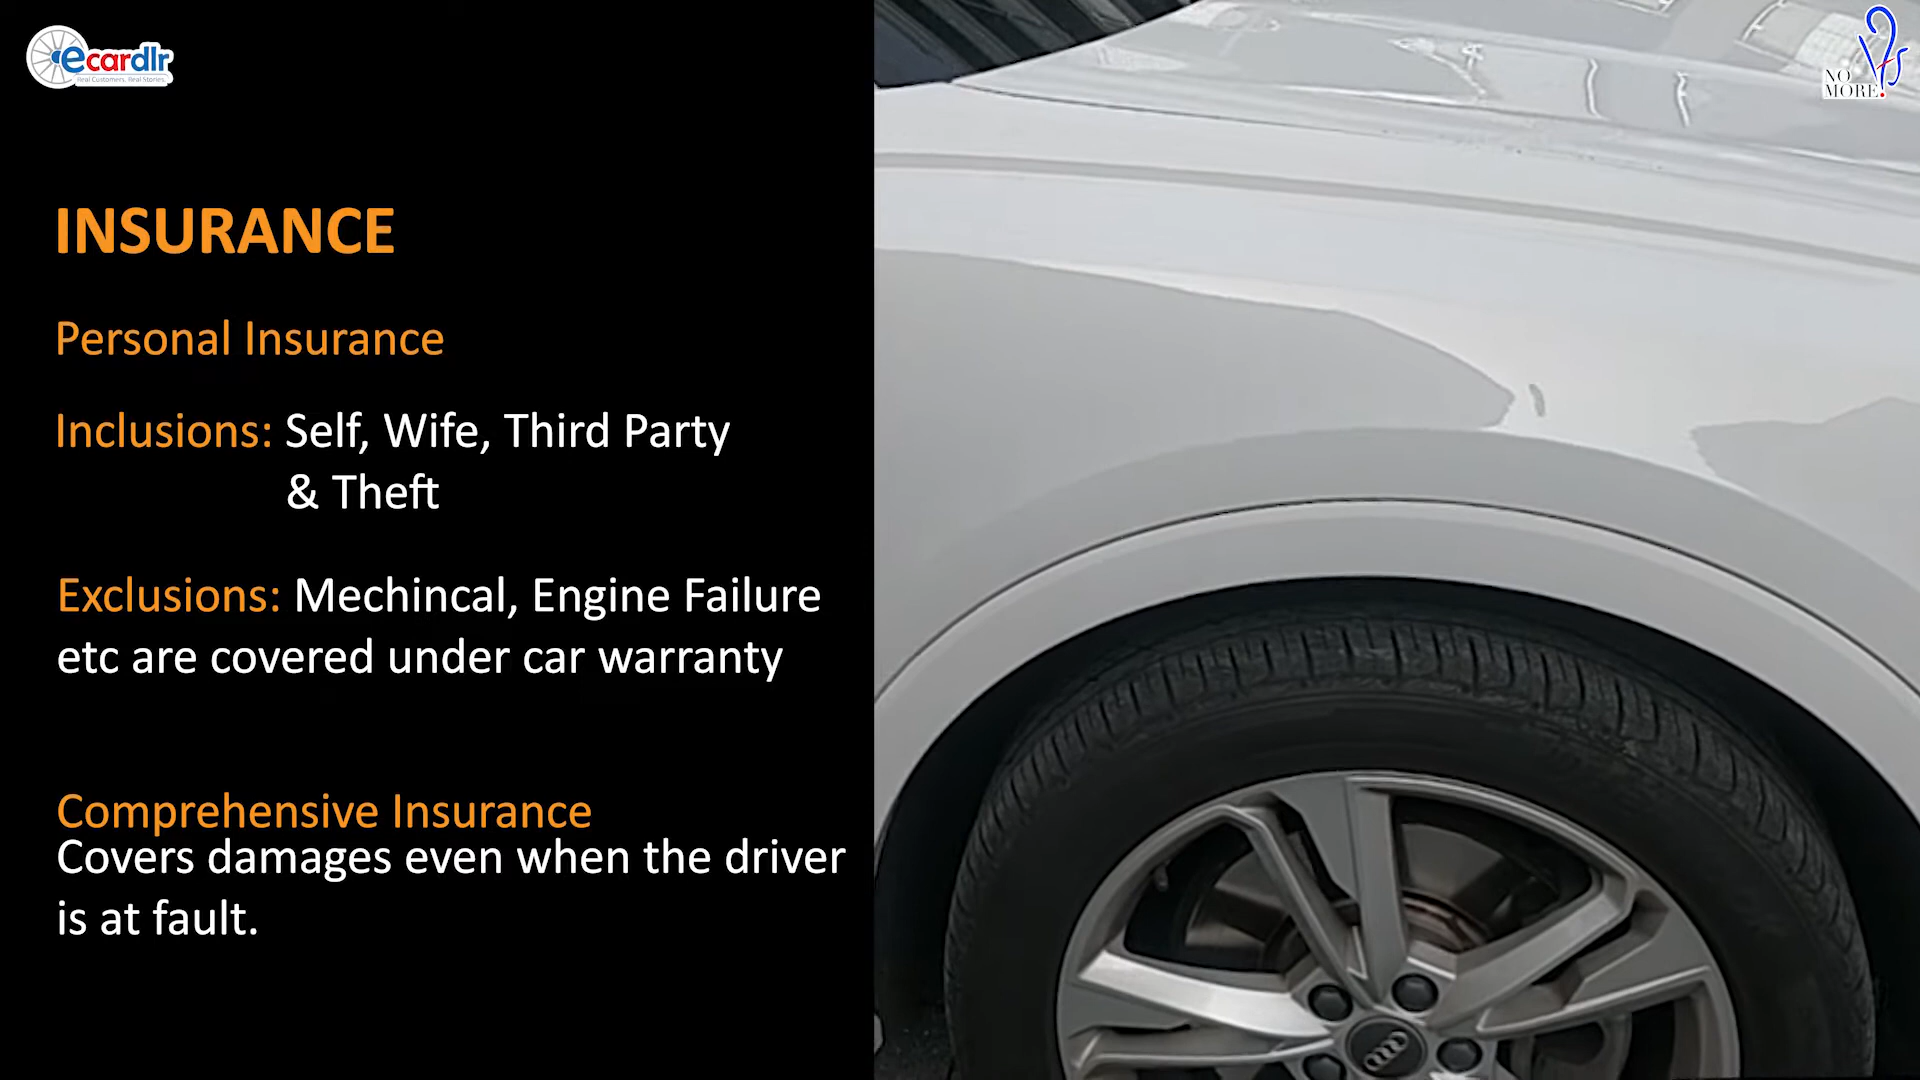 ecardlr
Real Customers. Real Stories.
NO
MORE
INSURANCE
Personal Insurance
Inclusions: Self, Wife, Third Party
& Theft
Exclusions: Mechincal, Engine Failure
etc are covered under car warranty
Comprehensive Insurance
Covers damages even when the driver
is at fault.